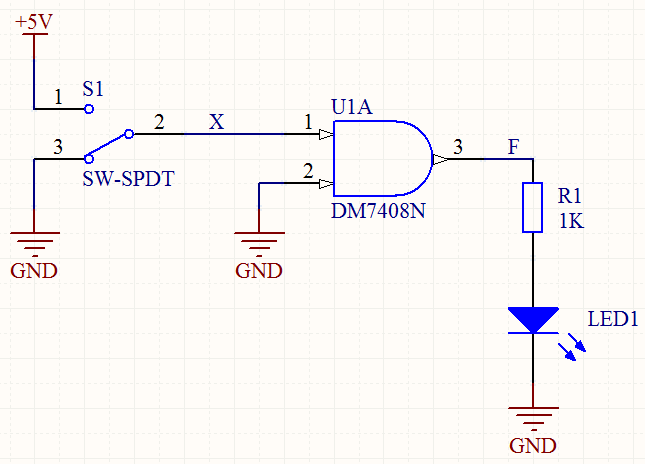 +5V
1
S1
3
2
SW-SPDT
X
GND
U1A
1
2
3
DM7408N
GND
F
R1
1K
LED1
GND